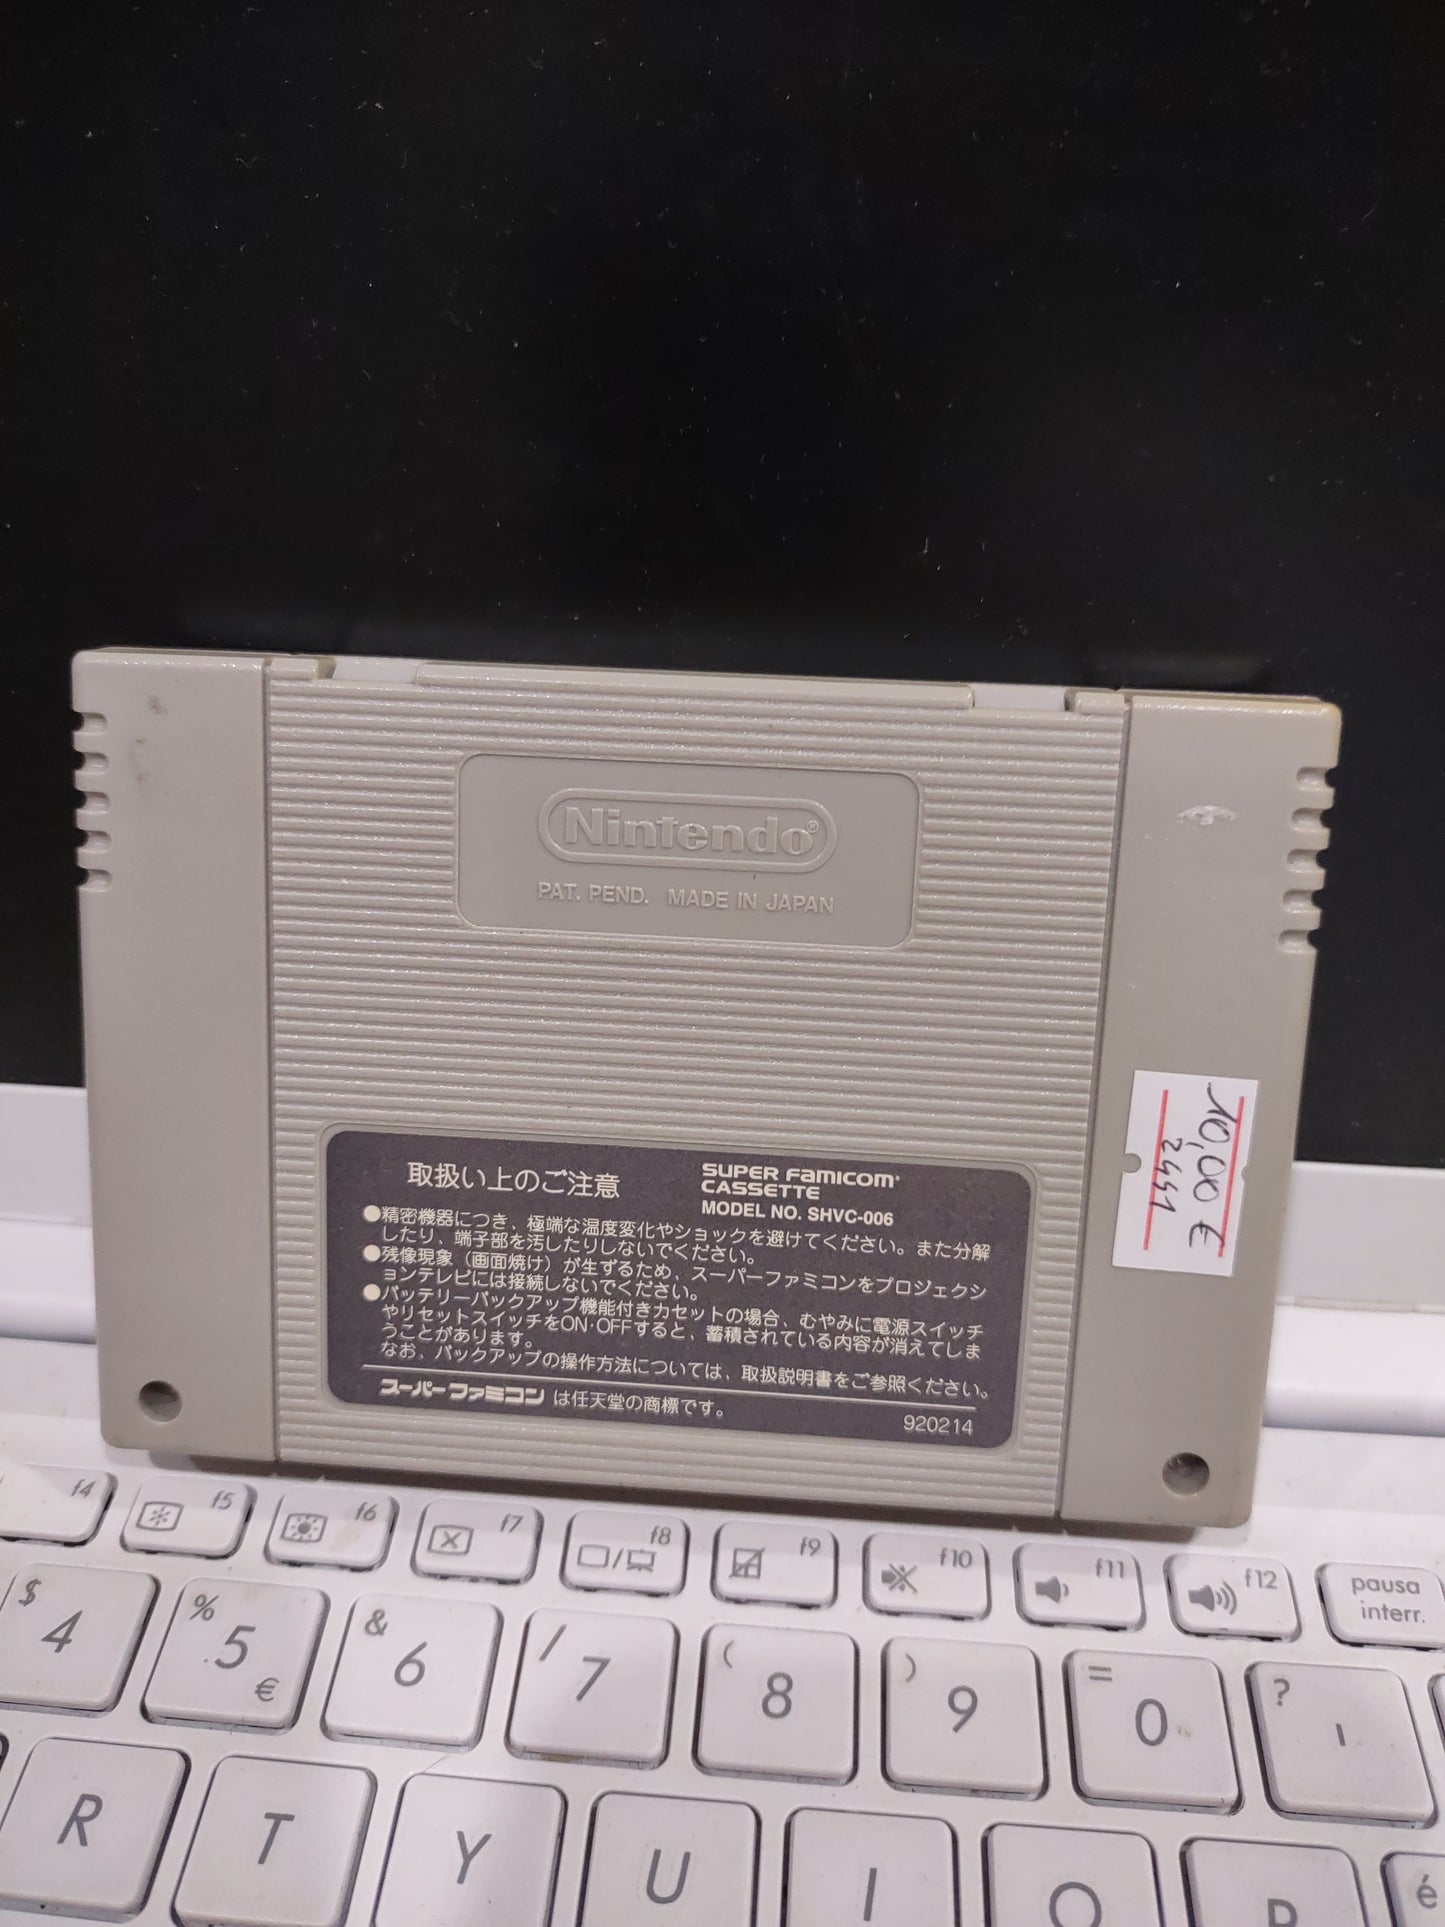 Nintendo®
PAT. PEND. MADE IN JAPAN
取扱い上のご注意
SUPER FAMICOM
CASSETTE
MODEL NO. SHVC-006
●精密機器につき、極端な温度変化やショックを避けてください。また分解
したり、端子部を汚したりしないでください。
●残像現象（画面焼け）が生ずるため、スーパーファミコンをプロジェクシ
ョンテレビには接続しないでください。
●バッテリーバックアップ機能付きカセットの場合、むやみに電源スイッチ
やリセットスイッチをON･OFFすると、蓄積されている内容が消えてしま
うことがあります。
なお、バックアップの操作方法については、取扱説明書をご参照ください。
スーパーファミコン は任天堂の商標です。
920214
10,00 €
f4 f5 f6 f7 f8 f9 f10 f11 f12 pausa
interr.
$ 4 % 5 € & 6 / 7 ( 8 ) 9 = 0 ? '
R T Y U I O P é